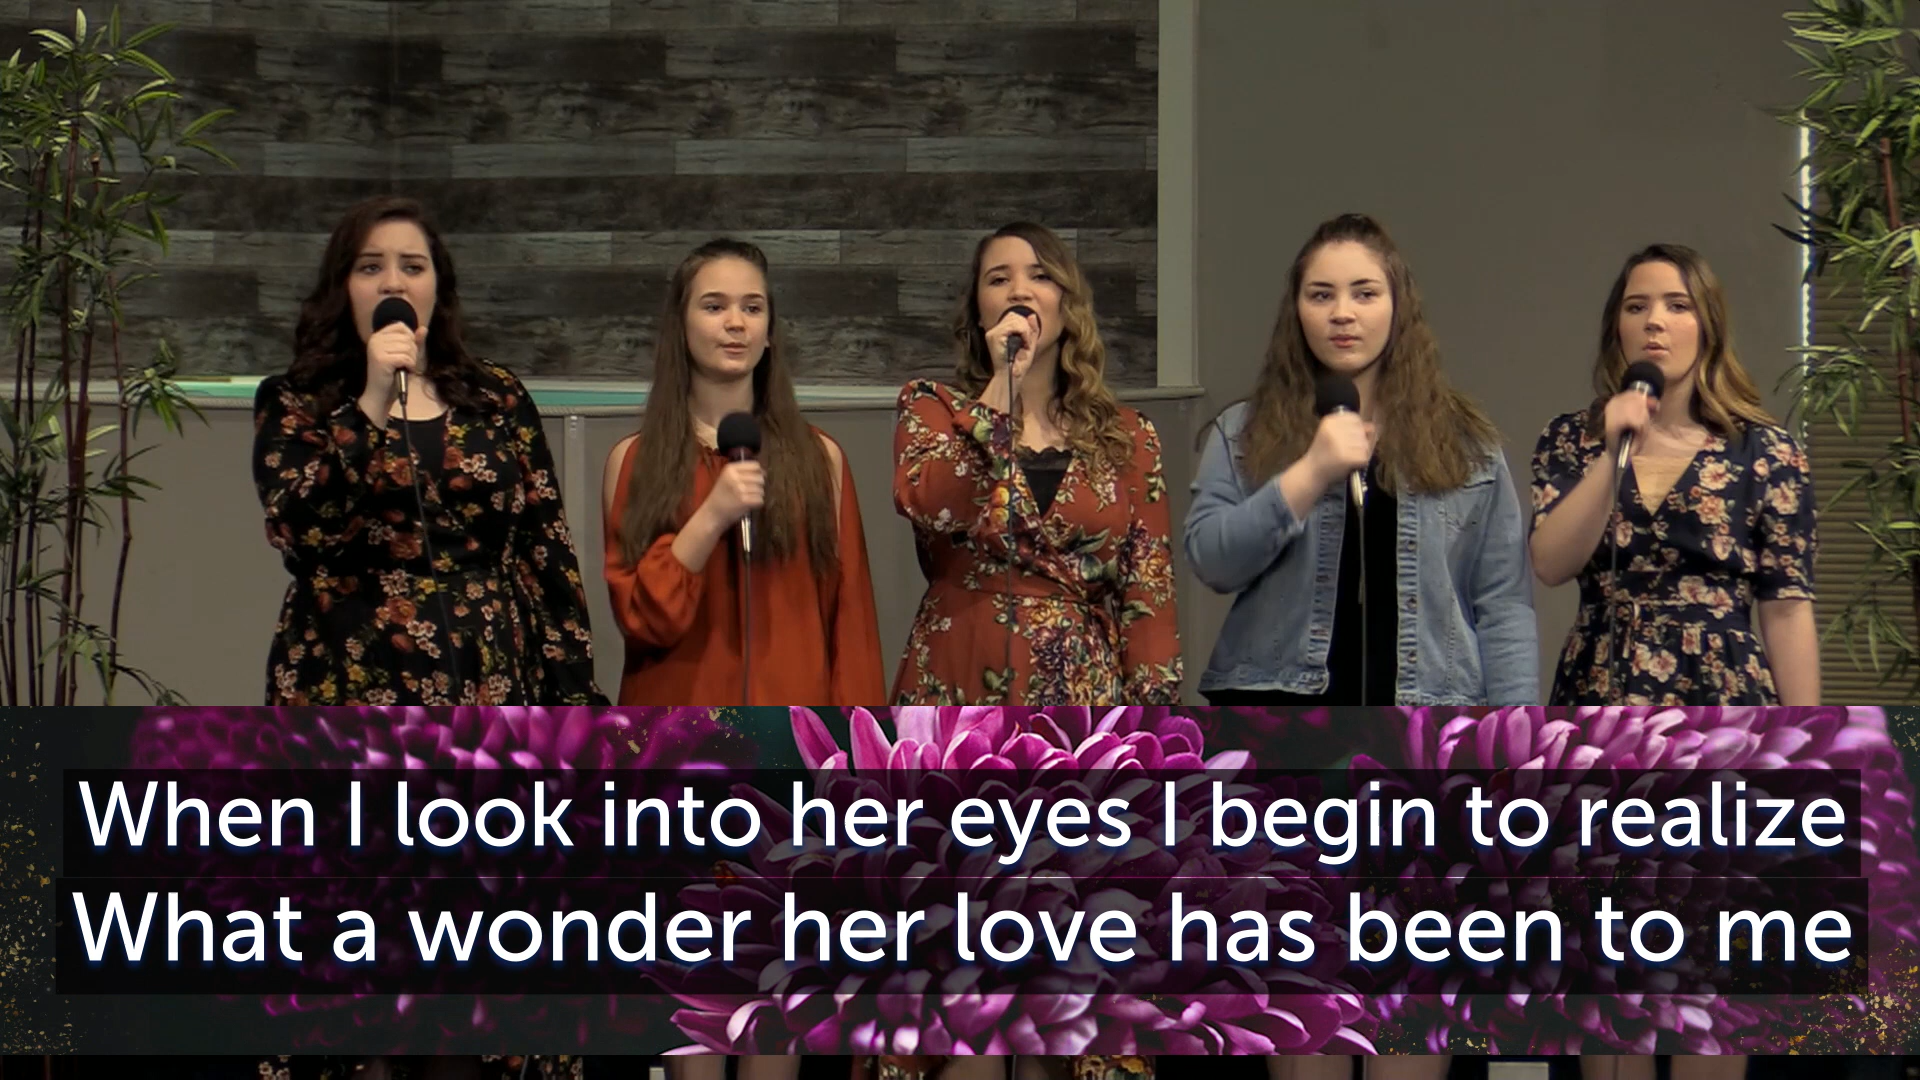 When I look into her eyes I begin to realize
What a wonder her love has been to me